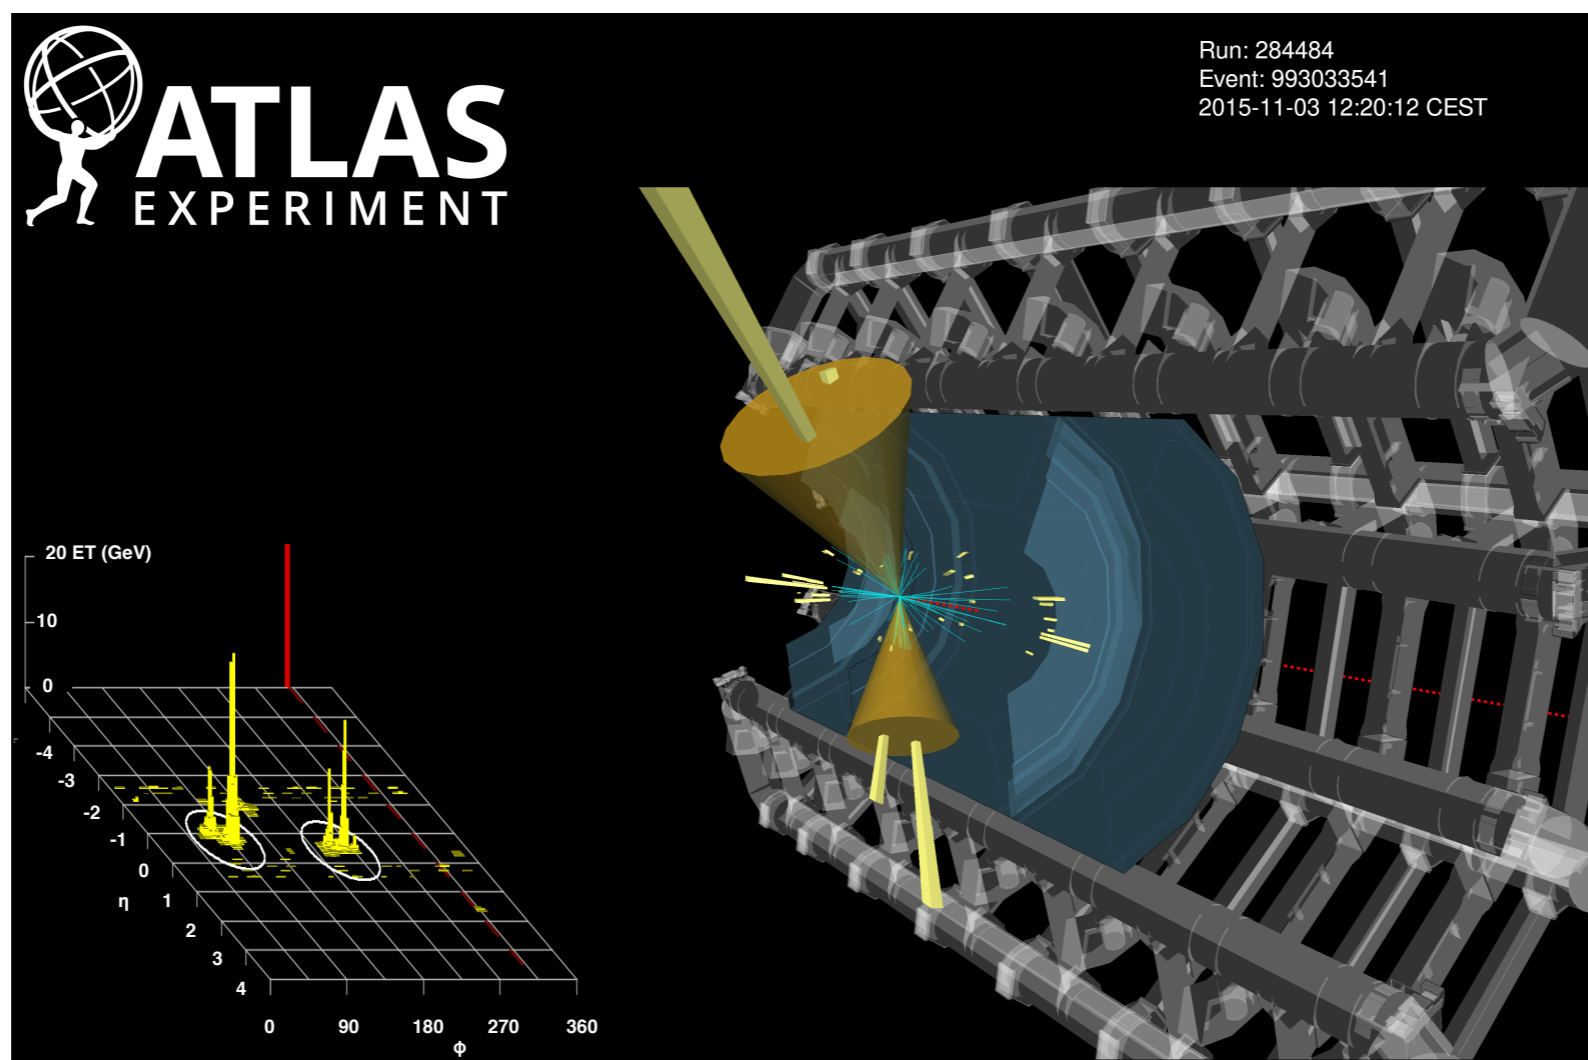 ATLAS
EXPERIMENT
Run: 284484
Event: 993033541
2015-11-03 12:20:12 CEST
20 ET (GeV)
10
0
-4
-3
-2
-1
0
η
1
2
3
4
0 90 180 270 360
ϕ